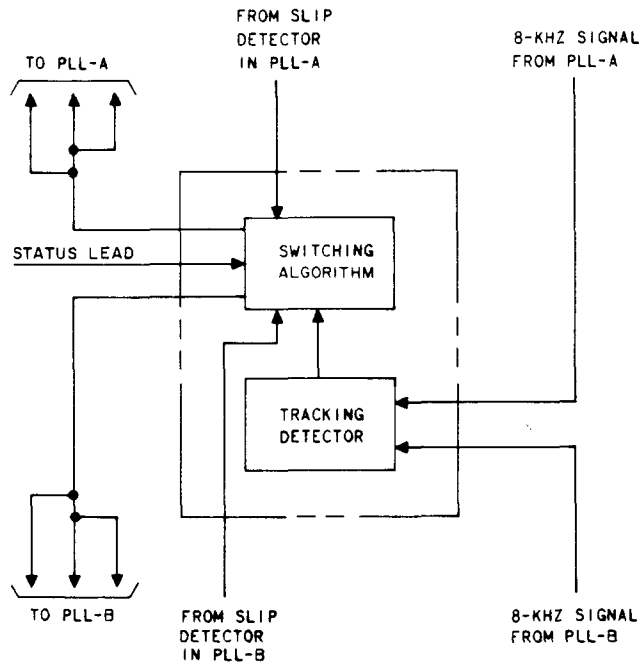 FROM SLIP
DETECTOR
IN PLL-A
8-KHZ SIGNAL
FROM PLL-A
TO PLL-A
STATUS LEAD
SWITCHING
ALGORITHM
TRACKING
DETECTOR
TO PLL-B
FROM SLIP
DETECTOR
IN PLL-B
8-KHZ SIGNAL
FROM PLL-B